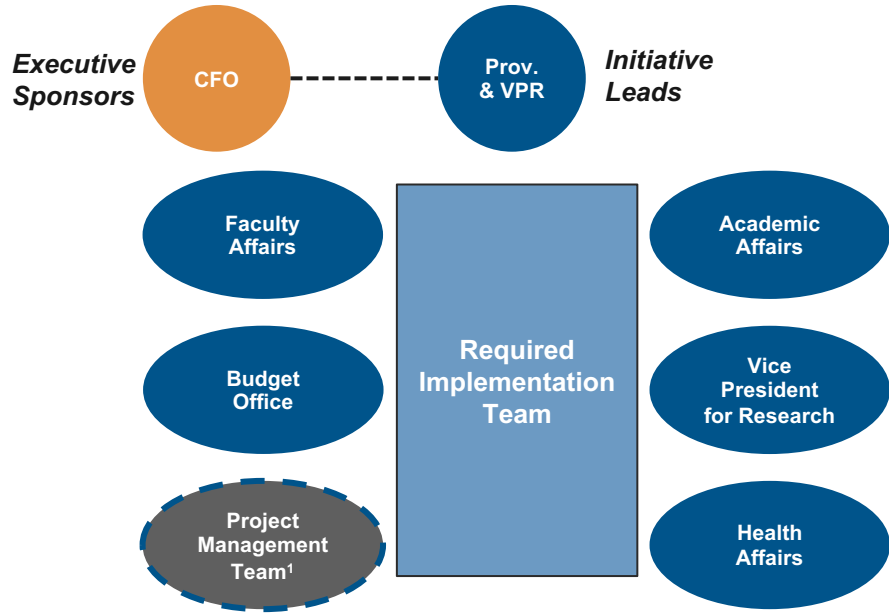 Executive
Sponsors
CFO
Prov.
& VPR
Initiative
Leads
Faculty
Affairs
Academic
Affairs
Budget
Office
Required
Implementation
Team
Vice
President
for Research
Project
Management
Team¹
Health
Affairs